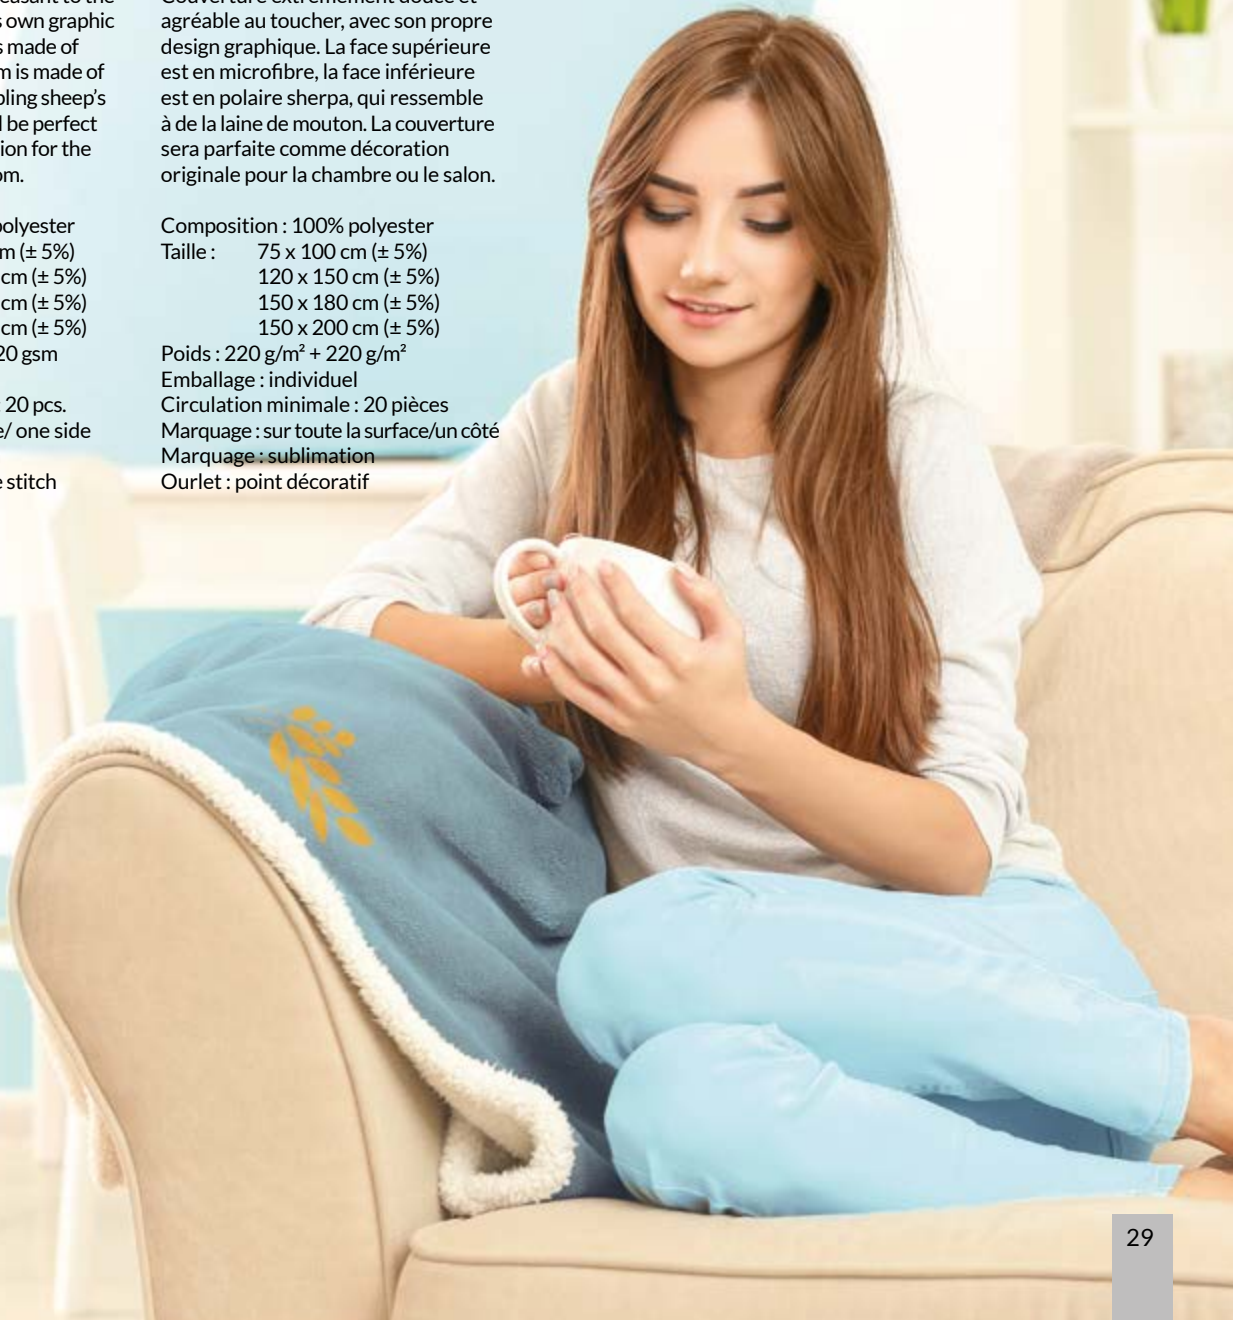 own graphic
made of
is made of
sheep's
be perfect
for the
polyester
(± 5%)
cm (± 5%)
cm (± 5%)
cm (± 5%)
gsm
20 pcs.
/ one side
stitch
agréable au toucher, avec son propre
design graphique. La face supérieure
est en microfibre, la face inférieure
est en polaire sherpa, qui ressemble
à de la laine de mouton. La couverture
sera parfaite comme décoration
originale pour la chambre ou le salon.
Composition : 100% polyester
Taille : 75 x 100 cm (± 5%)
120 x 150 cm (± 5%)
150 x 180 cm (± 5%)
150 x 200 cm (± 5%)
Poids : 220 g/m² + 220 g/m²
Emballage : individuel
Circulation minimale : 20 pièces
Marquage : sur toute la surface/un côté
Marquage : sublimation
Ourlet : point décoratif
29